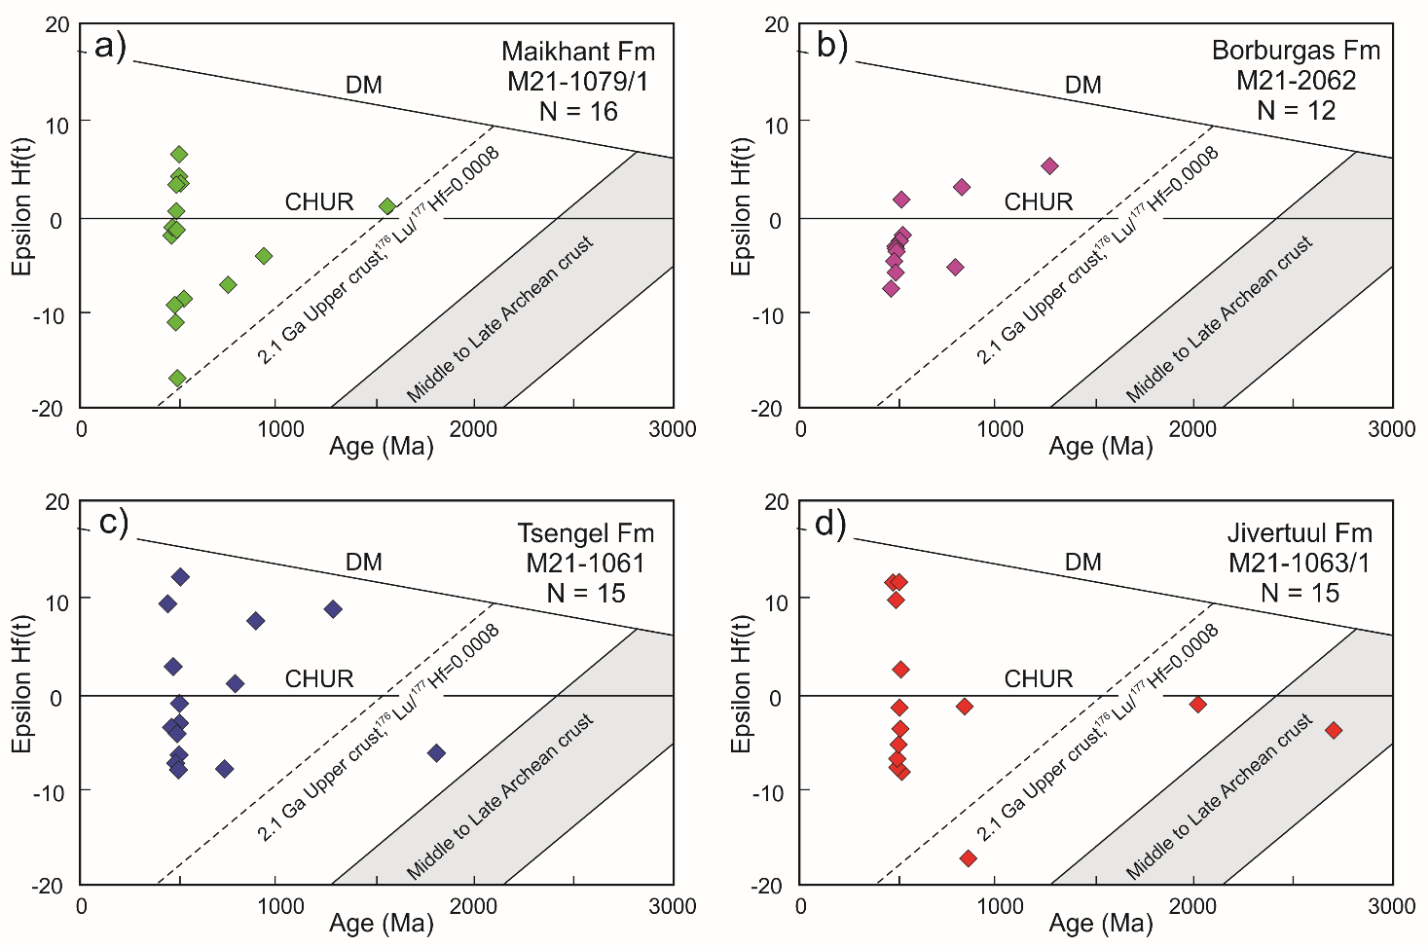 a)
Maikhant Fm
M21-1079/1
N = 16
DM
CHUR
2.1 Ga Upper crust,¹⁷⁶Lu/¹⁷⁷Hf=0.0008
Middle to Late Archean crust
Epsilon Hf(t)
20
10
0
-10
-20
0
1000
2000
3000
Age (Ma)
b)
Borburgas Fm
M21-2062
N = 12
DM
CHUR
2.1 Ga Upper crust,¹⁷⁶Lu/¹⁷⁷Hf=0.0008
Middle to Late Archean crust
Epsilon Hf(t)
20
10
0
-10
-20
0
1000
2000
3000
Age (Ma)
c)
Tsengel Fm
M21-1061
N = 15
DM
CHUR
2.1 Ga Upper crust,¹⁷⁶Lu/¹⁷⁷Hf=0.0008
Middle to Late Archean crust
Epsilon Hf(t)
20
10
0
-10
-20
0
1000
2000
3000
Age (Ma)
d)
Jivertuul Fm
M21-1063/1
N = 15
DM
CHUR
2.1 Ga Upper crust,¹⁷⁶Lu/¹⁷⁷Hf=0.0008
Middle to Late Archean crust
Epsilon Hf(t)
20
10
0
-10
-20
0
1000
2000
3000
Age (Ma)